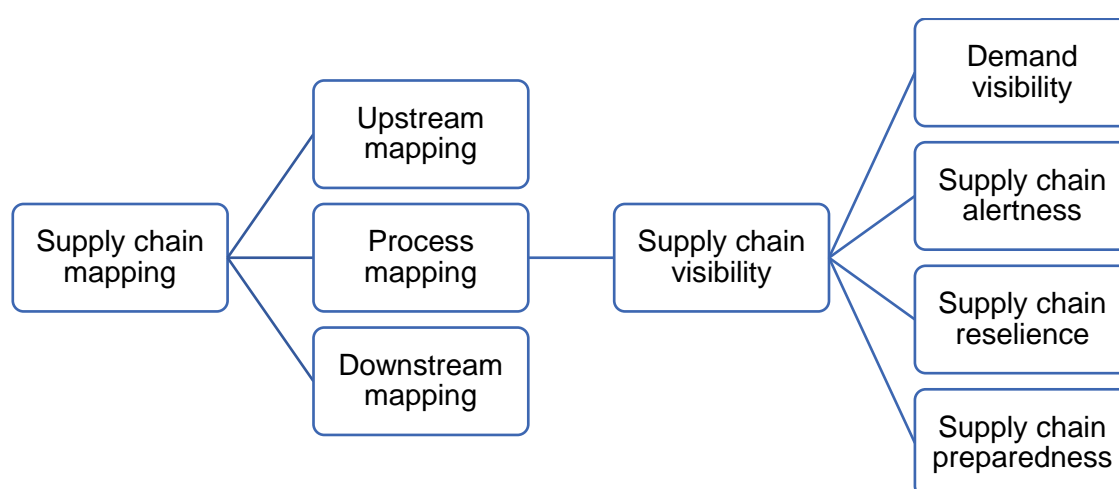 Supply chain
mapping
Upstream
mapping
Process
mapping
Downstream
mapping
Supply chain
visibility
Demand
visibility
Supply chain
alertness
Supply chain
reselience
Supply chain
preparedness